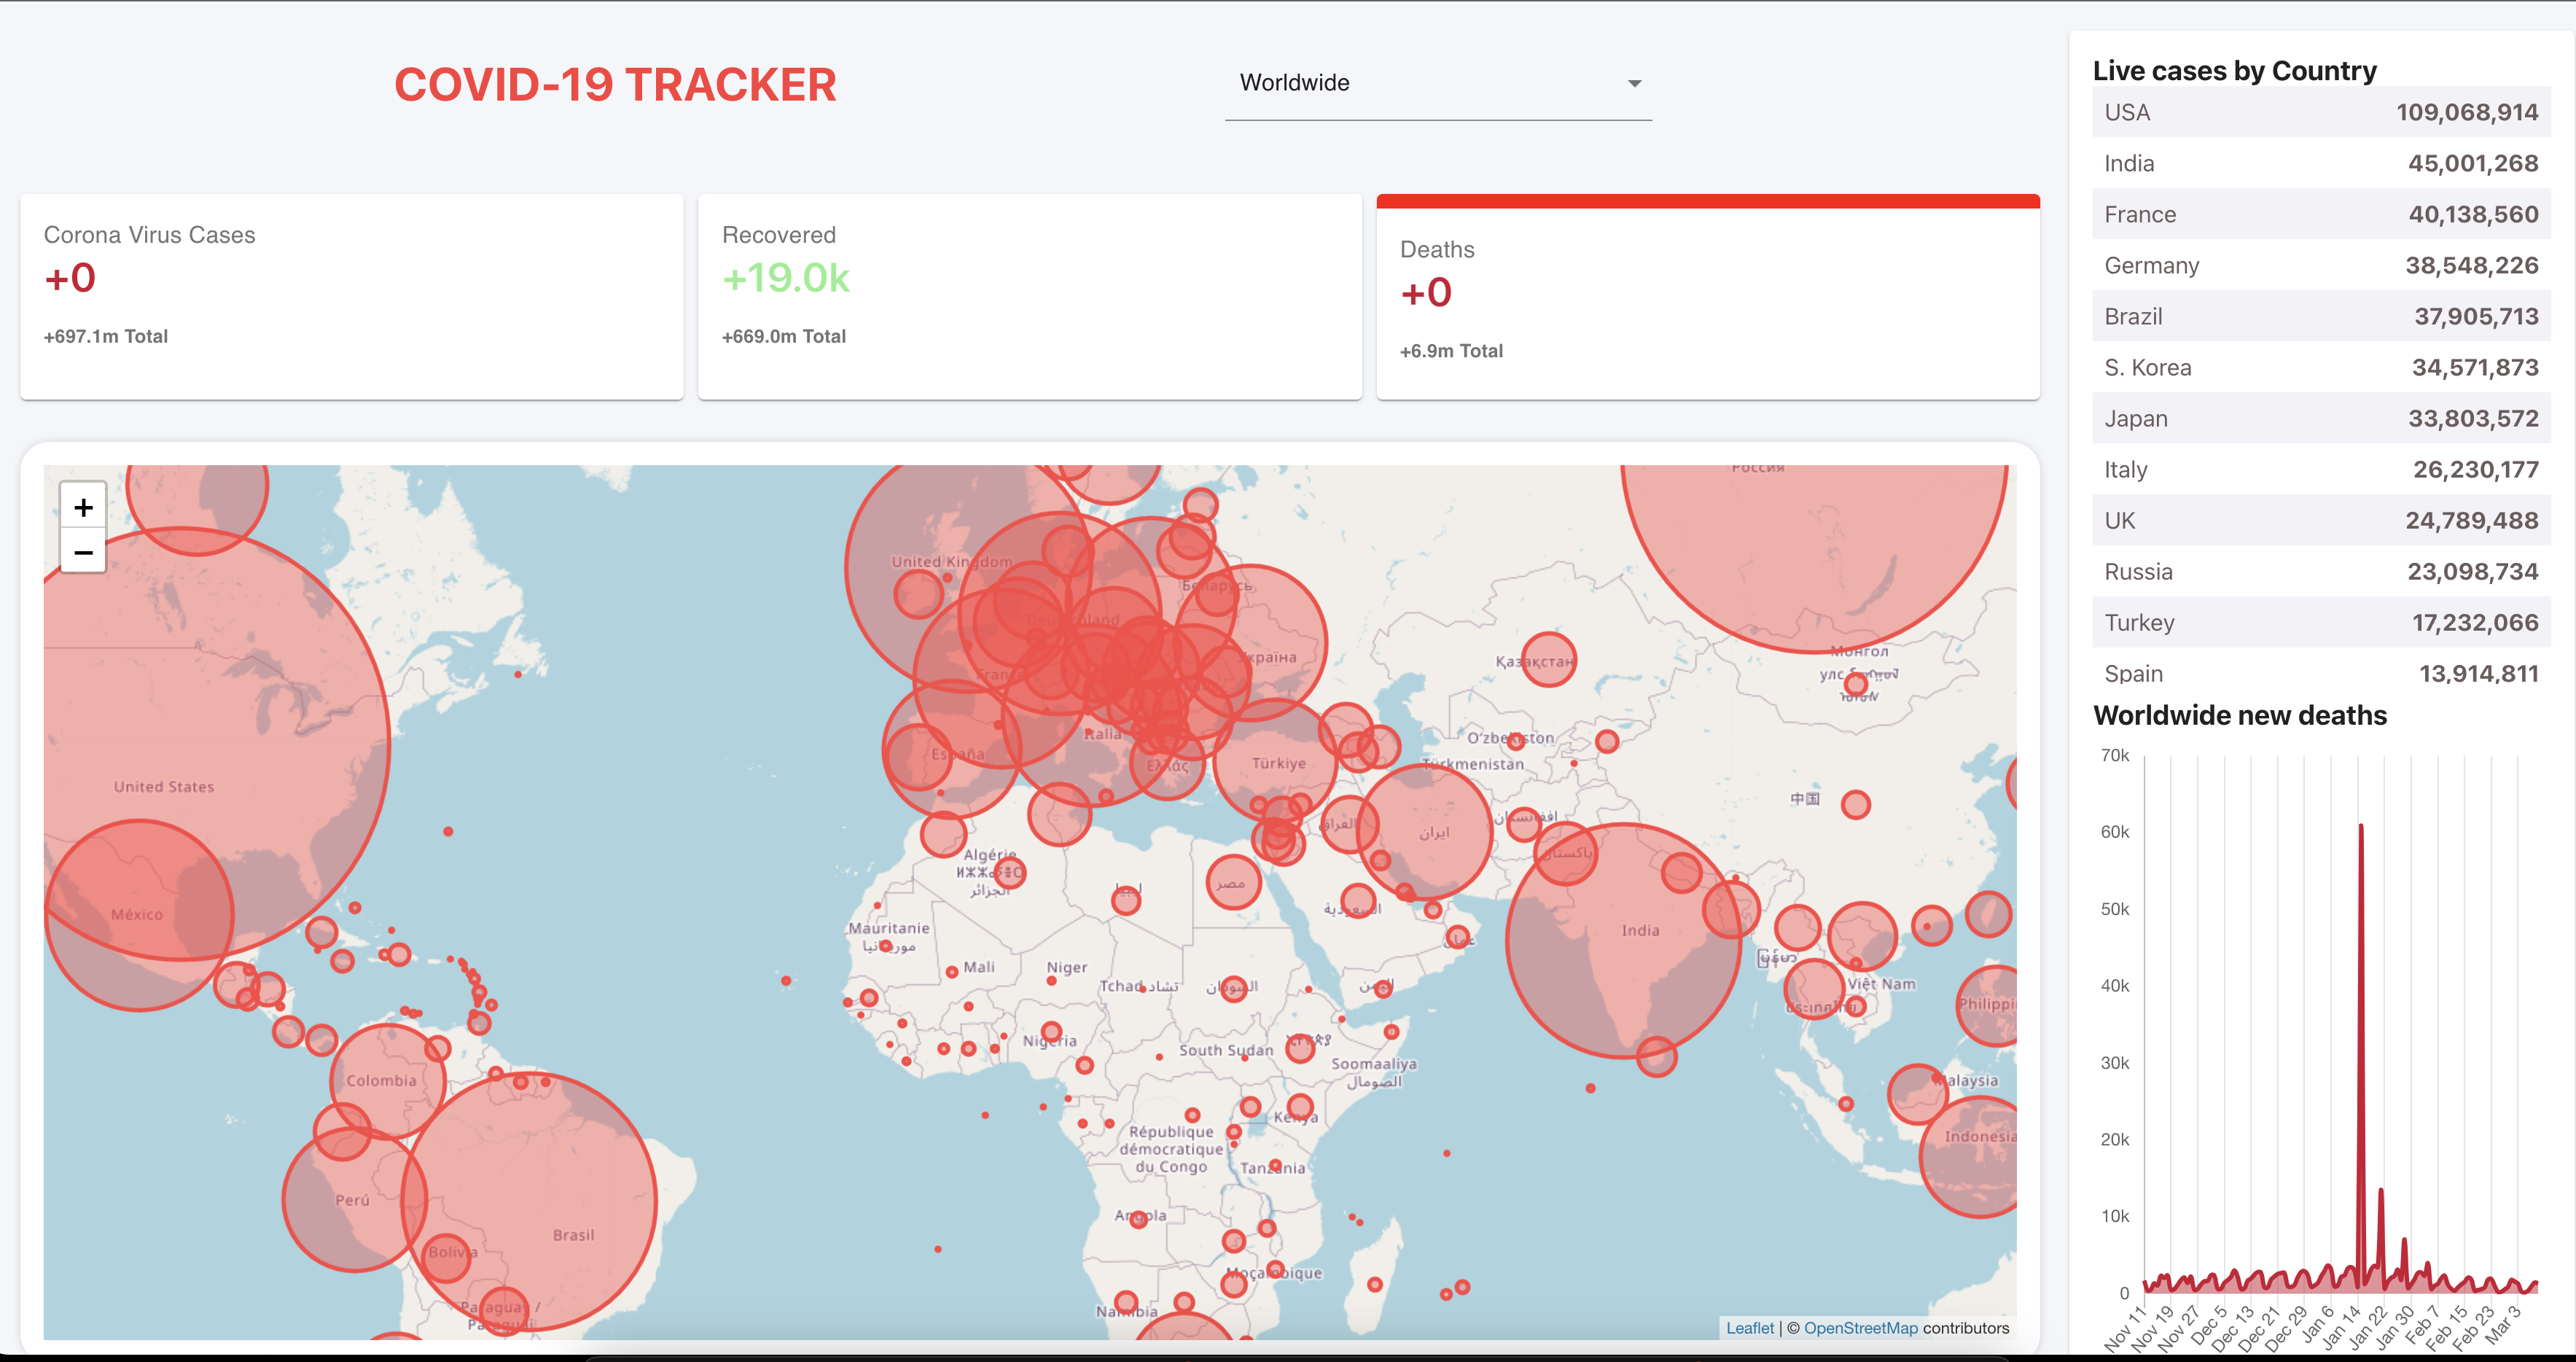 COVID-19 TRACKER
Worldwide
Corona Virus Cases
+0
+697.1m Total
Recovered
+19.0k
+669.0m Total
Deaths
+0
+6.9m Total
+
−
Россия
United Kingdom
Беларусь
Deutschland
Україна
France
Қазақстан
Монгол
улс
España
Italia
Ελλάς
Türkiye
O'zbekiston
Türkmenistan
中国
United States
México
Algérie
الجزائر
ليبيا
مصر
العراق
ایران
افغانستان
پاکستان
السعودية
عمان
India
Mauritanie
موريتانيا
Mali
Niger
Tchad تشاد
السودان
اليمن
Việt Nam
Philippi
Nigeria
South Sudan
Soomaaliya
الصومال
Colombia
Malaysia
Kenya
République
démocratique
du Congo
Tanzania
Indonesia
Perú
Brasil
Angola
Bolivia
Moçambique
Namibia
Paraguay /
Paraguái
Leaflet | © OpenStreetMap contributors
Live cases by Country
USA 109,068,914
India 45,001,268
France 40,138,560
Germany 38,548,226
Brazil 37,905,713
S. Korea 34,571,873
Japan 33,803,572
Italy 26,230,177
UK 24,789,488
Russia 23,098,734
Turkey 17,232,066
Spain 13,914,811
Worldwide new deaths
70k
60k
50k
40k
30k
20k
10k
0
Nov 11 Nov 19 Nov 27 Dec 5 Dec 13 Dec 21 Dec 29 Jan 6 Jan 14 Jan 22 Jan 30 Feb 7 Feb 15 Feb 23 Mar 3